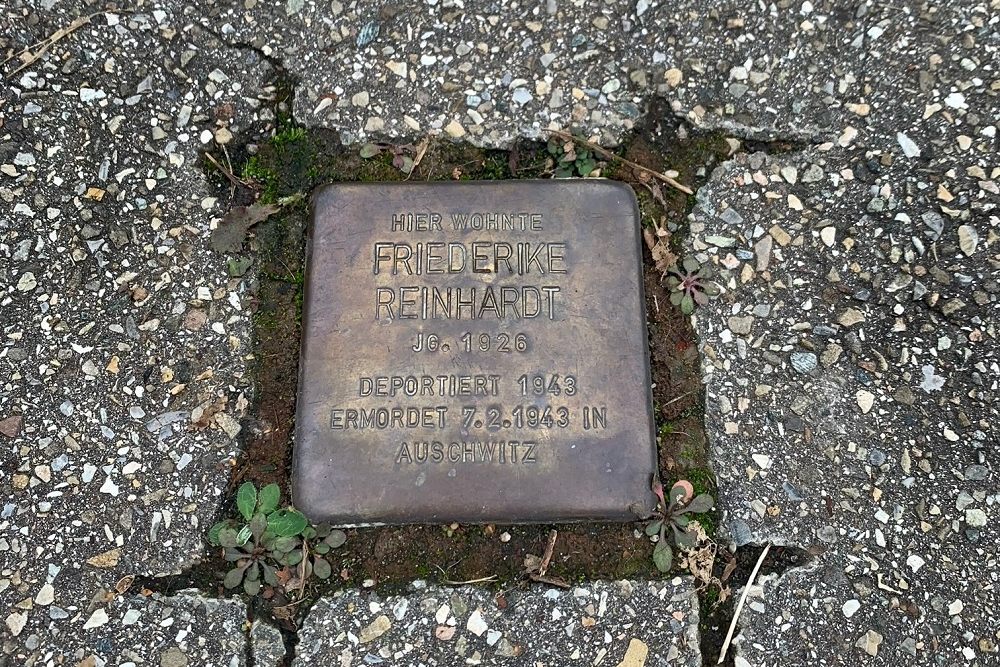 HIER WOHNTE
FRIEDERIKE
REINHARDT
JG. 1926
DEPORTIERT 1943
ERMORDET 7.2.1943 IN
AUSCHWITZ